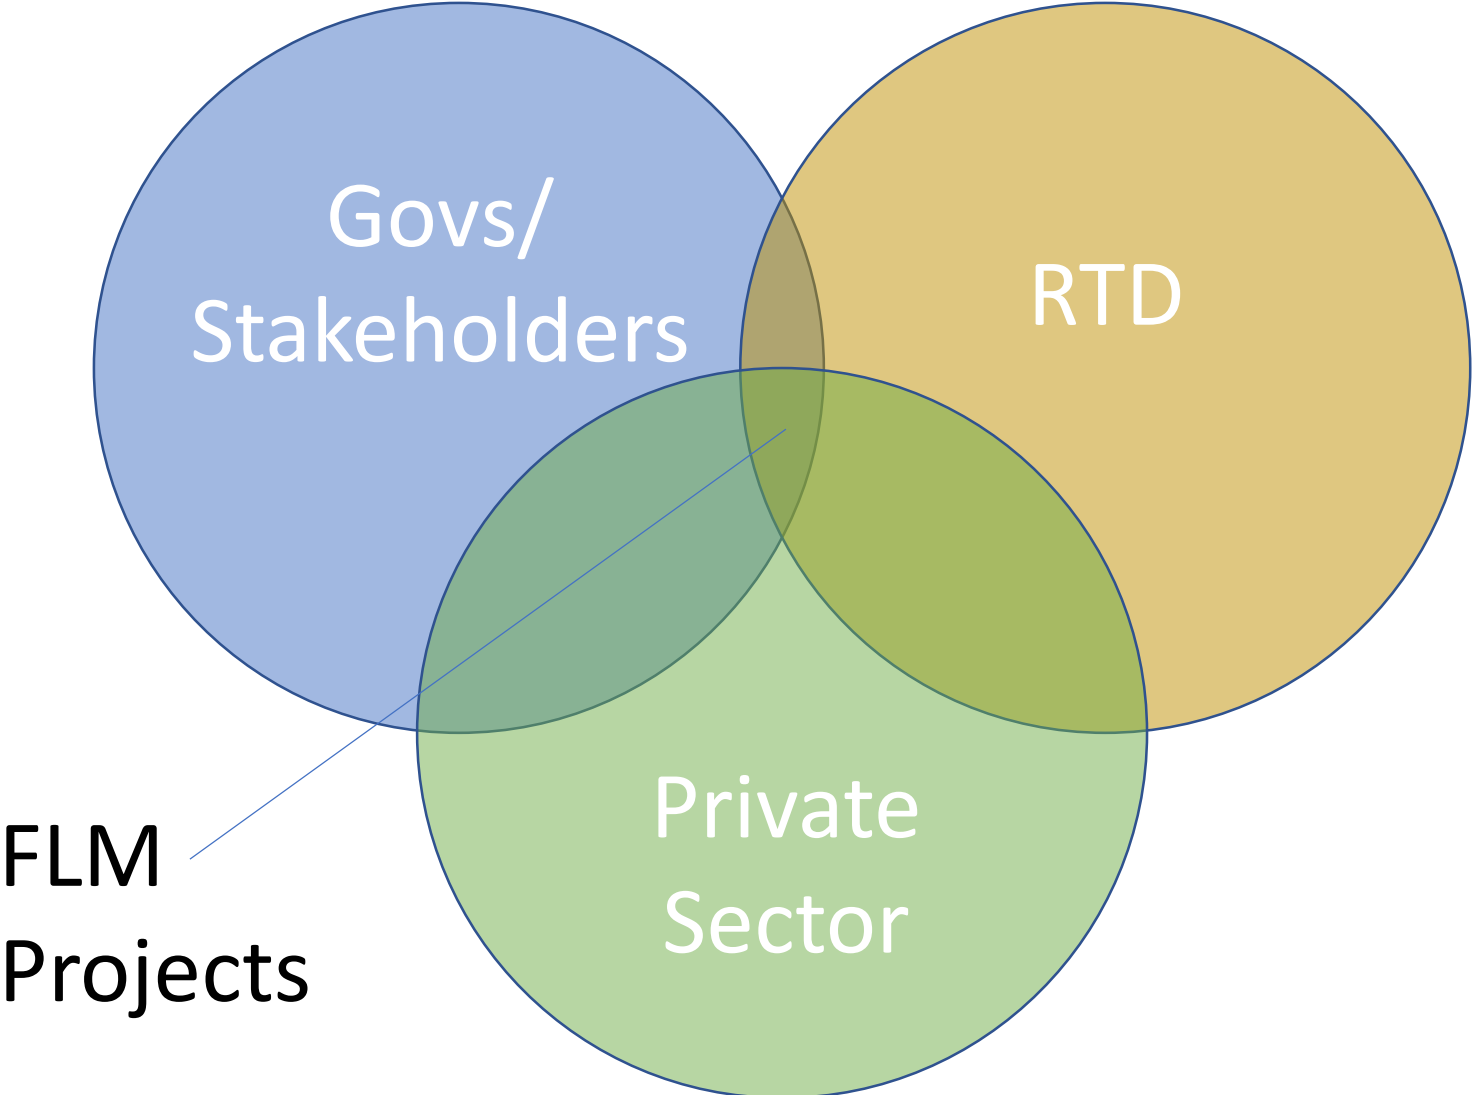 Govs/
Stakeholders
RTD
Private
Sector
FLM
Projects